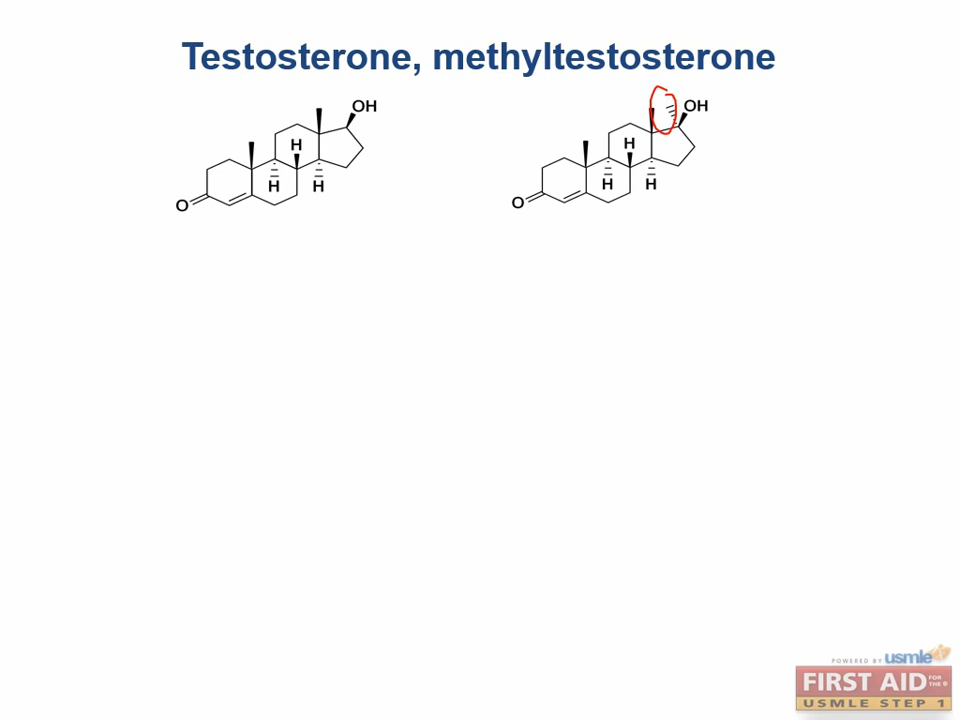 Testosterone, methyltestosterone
OH
H
H
H
O
OH
H
H
H
O
POWERED BY usmle
FIRST AID FOR THE ®
USMLE STEP 1